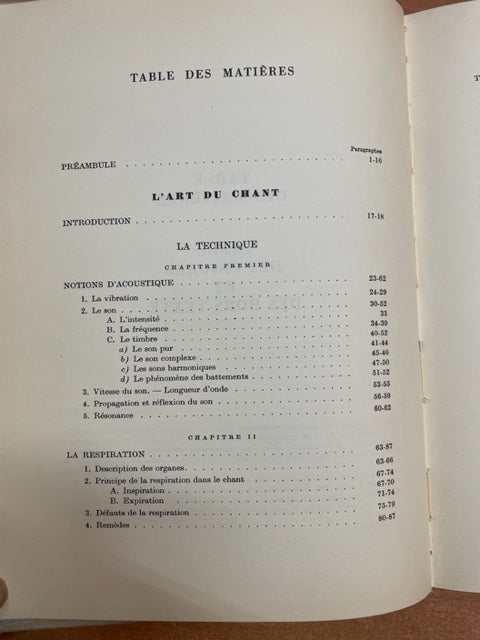 TABLE DES MATIÈRES
Paragraphes
PRÉAMBULE . . . . . . . . . . . . . . . . . . . . 1-16
L'ART DU CHANT
INTRODUCTION . . . . . . . . . . . . . . . . . . . . 17-18
LA TECHNIQUE
CHAPITRE PREMIER
NOTIONS D'ACOUSTIQUE . . . . . . . . . . . . . . . . 23-62
1. La vibration . . . . . . . . . . . . . . . . . . 24-29
2. Le son . . . . . . . . . . . . . . . . . . . . 30-52
A. L'intensité . . . . . . . . . . . . . . . . . . 33
B. La fréquence . . . . . . . . . . . . . . . . . 34-39
C. Le timbre . . . . . . . . . . . . . . . . . . 40-52
a) Le son pur . . . . . . . . . . . . . . . . . 41-44
b) Le son complexe . . . . . . . . . . . . . . . 45-46
c) Les sons harmoniques . . . . . . . . . . . . . 47-50
d) Le phénomène des battements . . . . . . . . . . 51-52
3. Vitesse du son. — Longueur d'onde . . . . . . . . . 53-55
4. Propagation et réflexion du son . . . . . . . . . . 56-59
5. Résonance . . . . . . . . . . . . . . . . . . . 60-62
CHAPITRE II
LA RESPIRATION . . . . . . . . . . . . . . . . . . . 63-87
1. Description des organes. . . . . . . . . . . . . . 63-66
2. Principe de la respiration dans le chant . . . . . . . 67-74
A. Inspiration . . . . . . . . . . . . . . . . . . 67-70
B. Expiration . . . . . . . . . . . . . . . . . . 71-74
3. Défauts de la respiration . . . . . . . . . . . . . 75-79
4. Remèdes . . . . . . . . . . . . . . . . . . . . 80-87